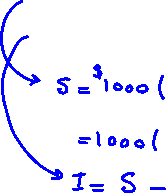 S = $1000 (
= 1000 (
I = S -